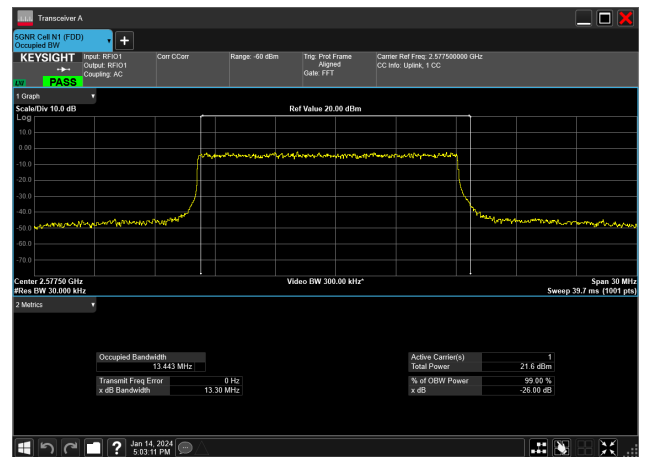 Transceiver A
5GNR Cell N1 (FDD)
Occupied BW
KEYSIGHT
LXI
PASS
Input: RFIO1
Output: RFIO1
Coupling: AC
Corr CCorr
Range: -60 dBm
Trig: Prot Frame
Aligned
Gate: FFT
Carrier Ref Freq: 2.577500000 GHz
CC Info: Uplink, 1 CC
1 Graph
Scale/Div 10.0 dB
Ref Value 20.00 dBm
Log
10.0
0.00
-10.0
-20.0
-30.0
-40.0
-50.0
-60.0
-70.0
Center 2.57750 GHz
Video BW 300.00 kHz*
Span 30 MHz
#Res BW 30.000 kHz
Sweep 39.7 ms (1001 pts)
2 Metrics
Occupied Bandwidth
13.443 MHz
Active Carrier(s) 1
Total Power 21.6 dBm
Transmit Freq Error 0 Hz
x dB Bandwidth 13.30 MHz
% of OBW Power 99.00 %
x dB -26.00 dB
?
Jan 14, 2024
5:03:11 PM